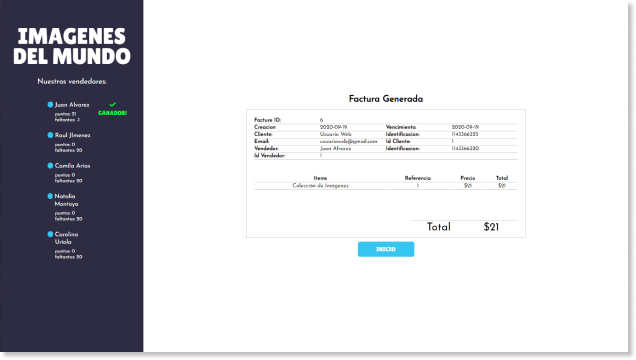 IMAGENES
DEL MUNDO
Nuestros vendedores:
Juan Alvarez
puntos 21
faltantes -1
GANADOR!
Raul JImenez
puntos 0
faltantes 20
Camila Arias
puntos 0
faltantes 20
Natalia
Montoya
puntos 0
faltantes 20
Carolina
Uriola
puntos 0
faltantes 20
Factura Generada
Facture ID: 6
Creacion 2020-09-19 Vencimiento: 2020-09-19
Cliente: Usuario Web Identificacion: 1143366325
Email: usuarioweb@gmail.com Id Cliente 1
Vendedor: Juan Alvarez Identificacion: 1143366320
Id Vendedor: 1
Items Referencia Precio Total
Colección de Imágenes 1 $21 $21
Total $21
INICIO